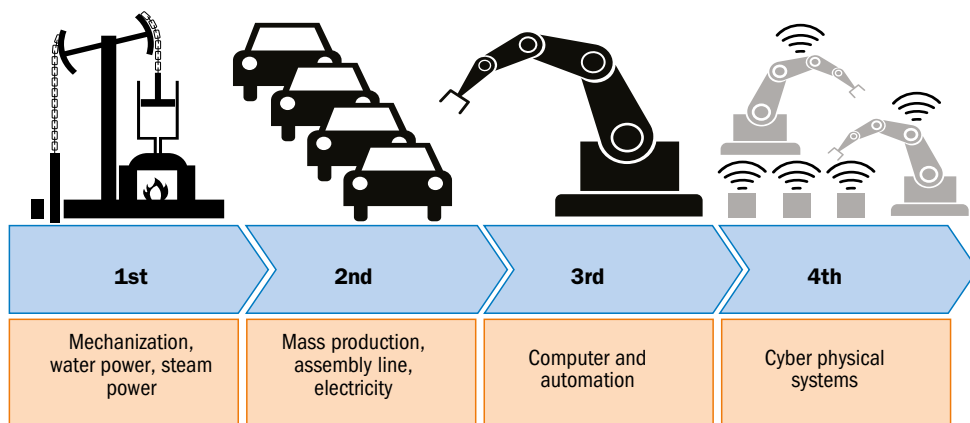 1st
2nd
3rd
4th
Mechanization,
water power, steam
power
Mass production,
assembly line,
electricity
Computer and
automation
Cyber physical
systems